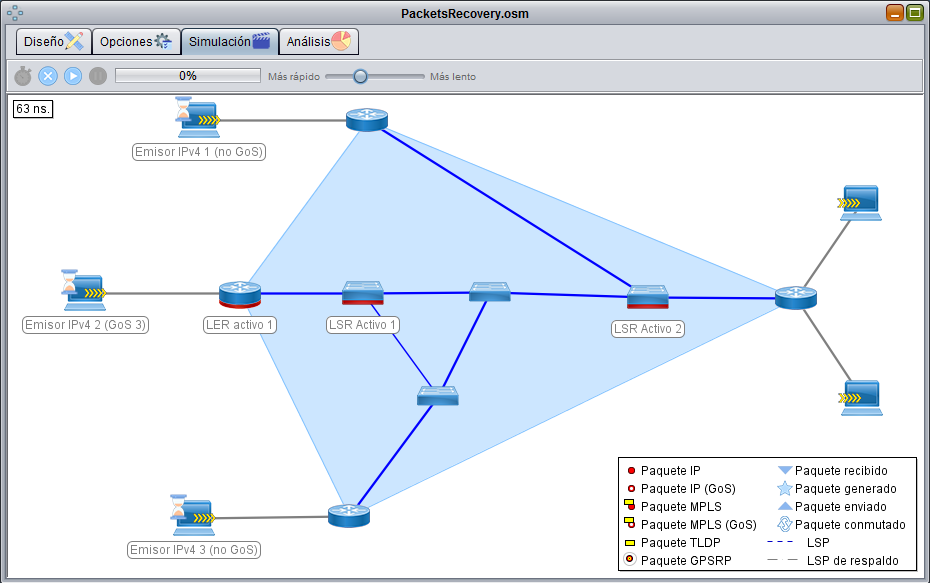 PacketsRecovery.osm
Diseño Opciones Simulación Análisis
0% Más rápido Más lento
63 ns.
Emisor IPv4 1 (no GoS)
Emisor IPv4 2 (GoS 3) LER activo 1 LSR Activo 1 LSR Activo 2
Emisor IPv4 3 (no GoS)
Paquete IP Paquete recibido
Paquete IP (GoS) Paquete generado
Paquete MPLS Paquete enviado
Paquete MPLS (GoS) Paquete conmutado
Paquete TLDP LSP
Paquete GPSRP LSP de respaldo